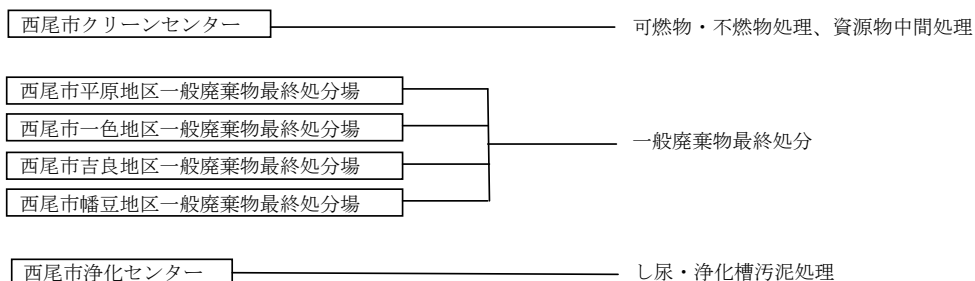 西尾市クリーンセンター 可燃物・不燃物処理、資源物中間処理
西尾市平原地区一般廃棄物最終処分場
西尾市一色地区一般廃棄物最終処分場
一般廃棄物最終処分
西尾市吉良地区一般廃棄物最終処分場
西尾市幡豆地区一般廃棄物最終処分場
西尾市浄化センター し尿・浄化槽汚泥処理